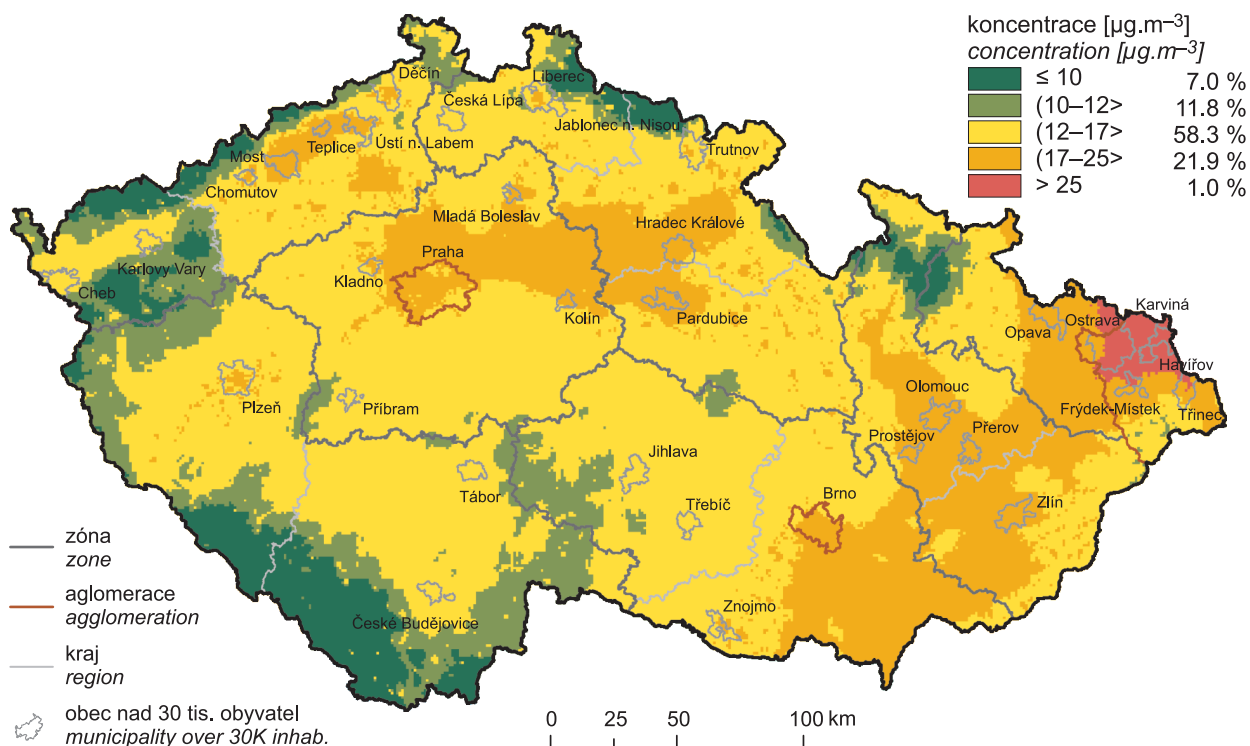 koncentrace [µg.m–3]
concentration [µg.m–3]
≤ 10 7.0 %
(10–12> 11.8 %
(12–17> 58.3 %
(17–25> 21.9 %
> 25 1.0 %
Děčín
Liberec
Česká Lípa
Jablonec n. Nisou
Ústí n. Labem
Teplice
Most
Chomutov
Trutnov
Mladá Boleslav
Hradec Králové
Praha
Karlovy Vary
Kladno
Cheb
Kolín
Pardubice
Karviná
Ostrava
Opava
Havířov
Olomouc
Frýdek-Místek
Třinec
Plzeň
Příbram
Přerov
Prostějov
Jihlava
Tábor
Třebíč
Brno
Zlín
Znojmo
České Budějovice
zóna
zone
aglomerace
agglomeration
kraj
region
obec nad 30 tis. obyvatel
municipality over 30K inhab.
0 25 50 100 km